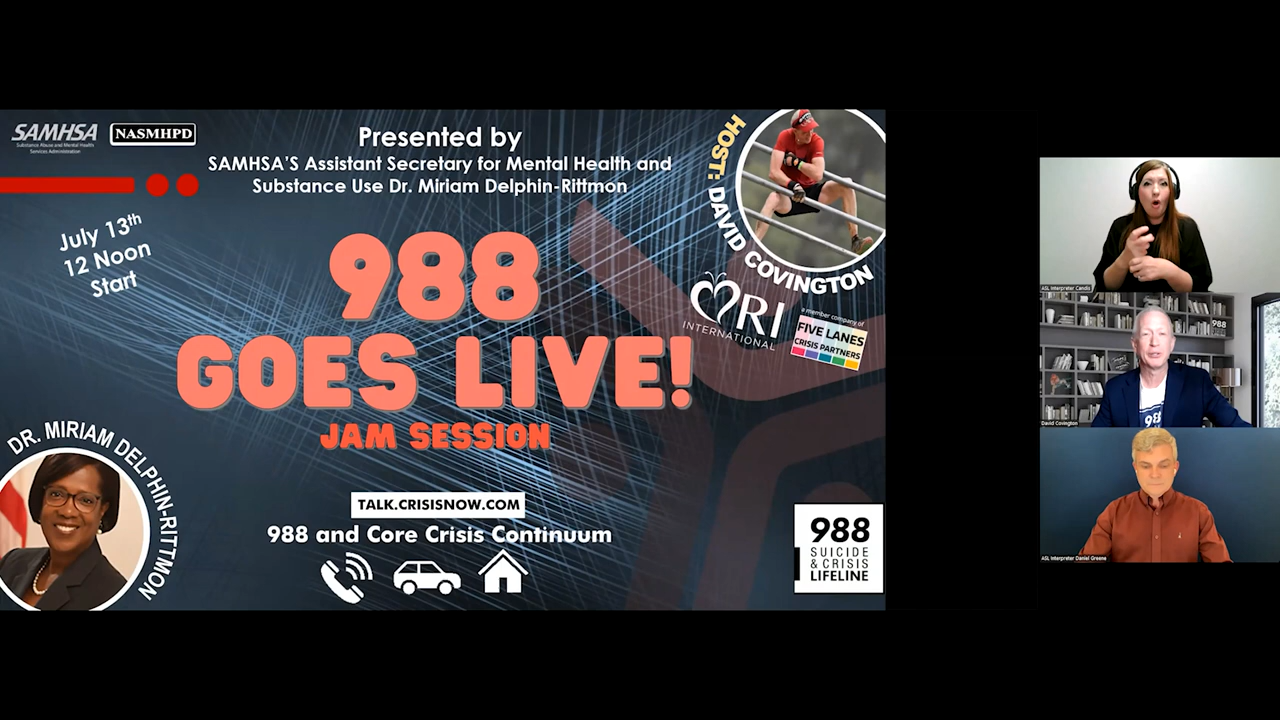 SAMHSA
Substance Abuse and Mental Health
Services Administration
NASMHPD
Presented by
SAMHSA'S Assistant Secretary for Mental Health and
Substance Use Dr. Miriam Delphin-Rittmon
HOST: DAVID COVINGTON
July 13th
12 Noon
Start
988
GOES LIVE!
JAM SESSION
RI
INTERNATIONAL
a member company of
FIVE LANES
CRISIS PARTNERS
DR. MIRIAM DELPHIN-RITTMON
TALK.CRISISNOW.COM
988 and Core Crisis Continuum
988
SUICIDE
& CRISIS
LIFELINE
ASL Interpreter Candis
988
988
David Covington
ASL Interpreter Daniel Greene